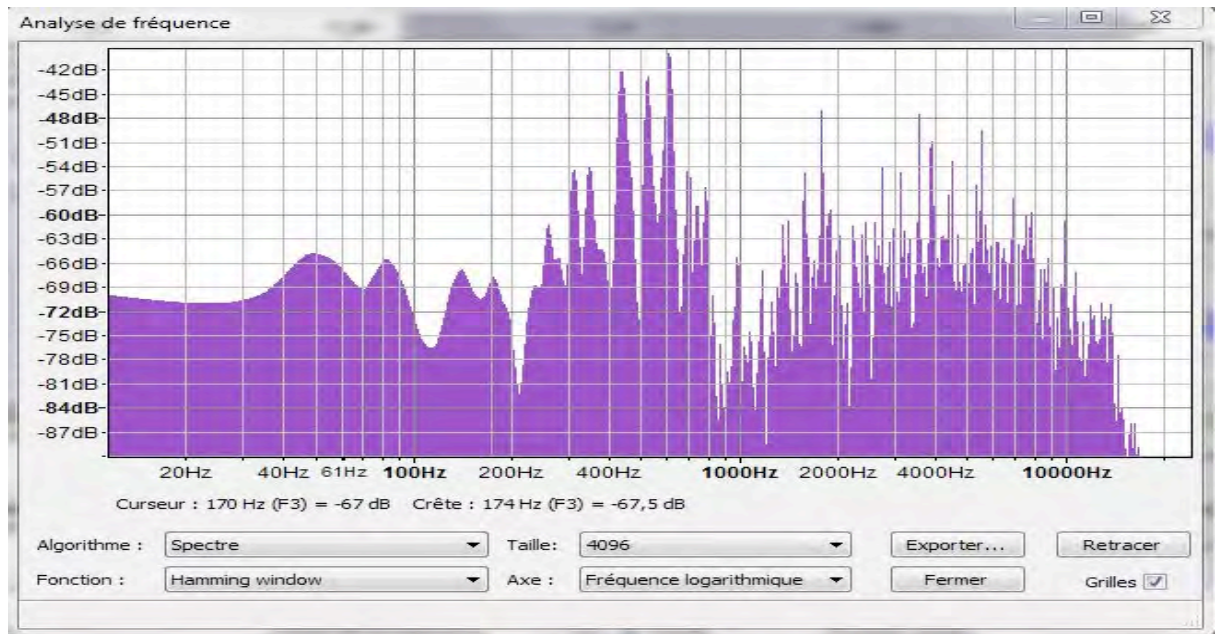 Analyse de fréquence
-42dB
-45dB
-48dB
-51dB
-54dB
-57dB
-60dB
-63dB
-66dB
-69dB
-72dB
-75dB
-78dB
-81dB
-84dB
-87dB
20Hz 40Hz 61Hz 100Hz 200Hz 400Hz 1000Hz 2000Hz 4000Hz 10000Hz
Curseur : 170 Hz (F3) = -67 dB Crête : 174 Hz (F3) = -67,5 dB
Algorithme : Spectre Taille: 4096 Exporter... Retracer
Fonction : Hamming window Axe : Fréquence logarithmique Fermer Grilles